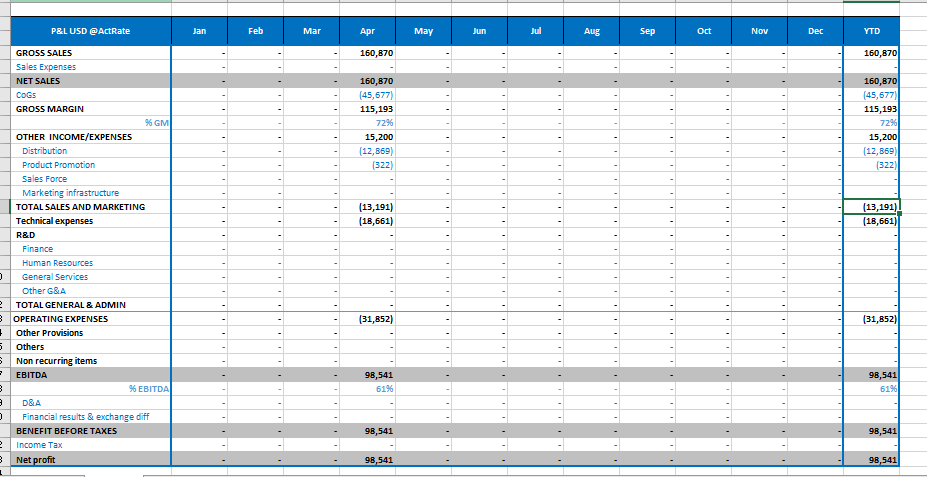 P&L USD @ActRate Jan Feb Mar Apr May Jun Jul Aug Sep Oct Nov Dec YTD
GROSS SALES - - - 160,870 - - - - - - - - 160,870
Sales Expenses - - - - - - - - - - - - -
NET SALES - - - 160,870 - - - - - - - - 160,870
CoGs - - - (45,677) - - - - - - - - (45,677)
GROSS MARGIN - - - 115,193 - - - - - - - - 115,193
% GM - - - 72% - - - - - - - - 72%
OTHER INCOME/EXPENSES - - - 15,200 - - - - - - - - 15,200
Distribution - - - (12,869) - - - - - - - - (12,869)
Product Promotion - - - (322) - - - - - - - - (322)
Sales Force - - - - - - - - - - - - -
Marketing infrastructure - - - - - - - - - - - - -
TOTAL SALES AND MARKETING - - - (13,191) - - - - - - - - (13,191)
Technical expenses - - - (18,661) - - - - - - - - (18,661)
R&D - - - - - - - - - - - - -
Finance - - - - - - - - - - - - -
Human Resources - - - - - - - - - - - - -
General Services - - - - - - - - - - - - -
Other G&A - - - - - - - - - - - - -
TOTAL GENERAL & ADMIN - - - - - - - - - - - - -
OPERATING EXPENSES - - - (31,852) - - - - - - - - (31,852)
Other Provisions - - - - - - - - - - - - -
Others - - - - - - - - - - - - -
Non recurring items - - - - - - - - - - - - -
EBITDA - - - 98,541 - - - - - - - - 98,541
% EBITDA - - - 61% - - - - - - - - 61%
D&A - - - - - - - - - - - - -
Financial results & exchange diff - - - - - - - - - - - - -
BENEFIT BEFORE TAXES - - - 98,541 - - - - - - - - 98,541
Income Tax - - - - - - - - - - - - -
Net profit - - - 98,541 - - - - - - - - 98,541